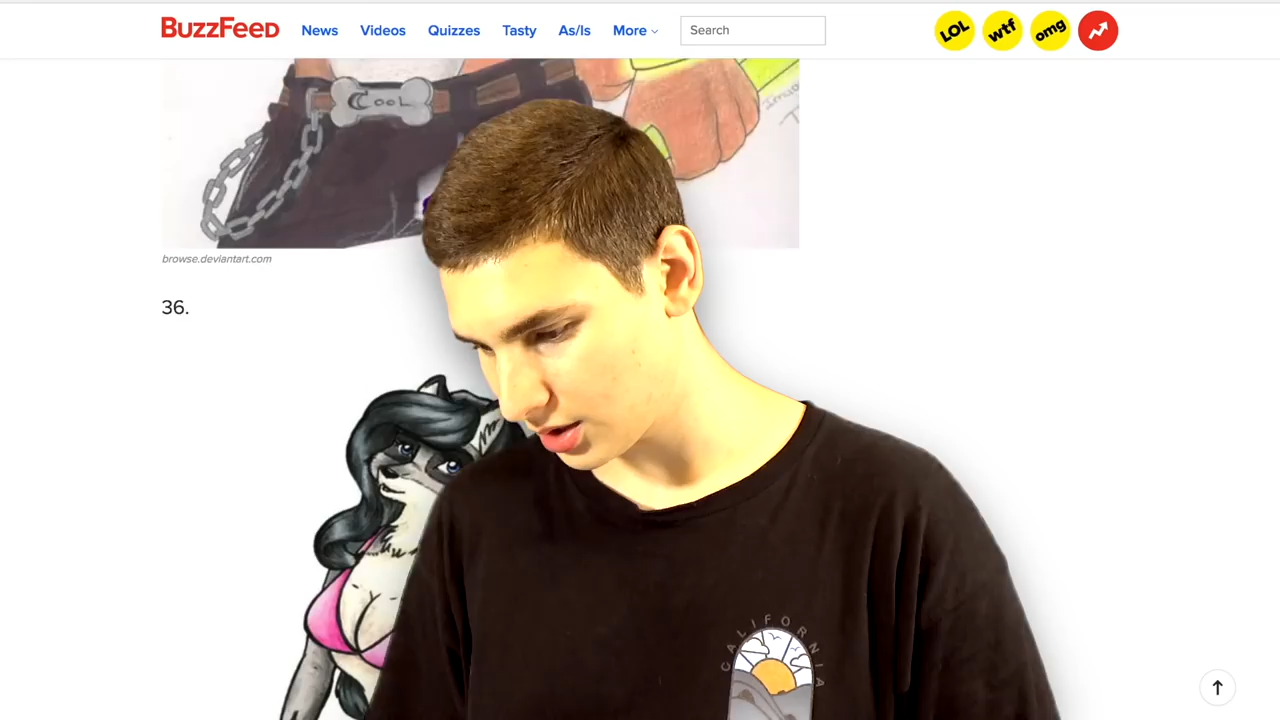 BuzzFeed News Videos Quizzes Tasty As/Is More Search LOL wtf omg
COOL
browse.deviantart.com
36.
CALIFORNIA